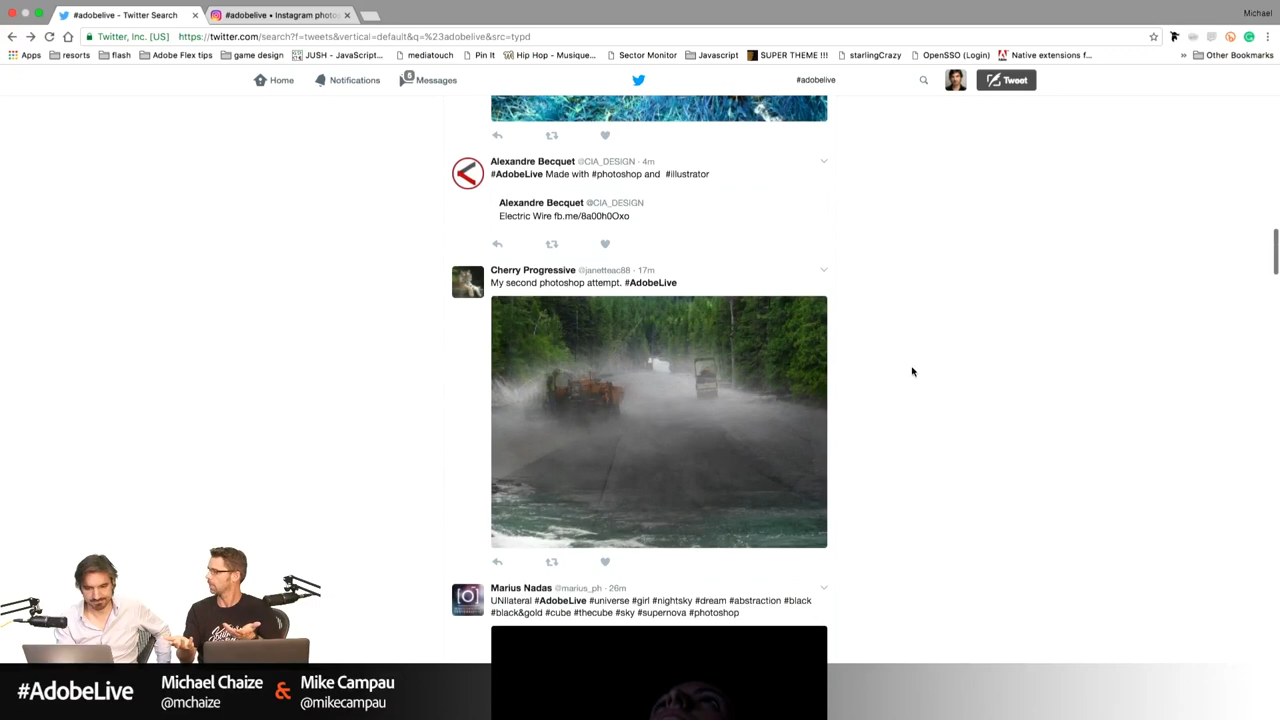 #adobelive - Twitter Search
#adobelive • Instagram photos
Michael
Twitter, Inc. [US] https://twitter.com/search?f=tweets&vertical=default&q=%23adobelive&src=typd
Apps resorts flash Adobe Flex tips game design JUSH - JavaScript... mediatouch Pin It Hip Hop - Musique... Sector Monitor Javascript SUPER THEME !!! starlingCrazy OpenSSO (Login) Native extensions f... » Other Bookmarks
Home Notifications 6 Messages #adobelive Tweet
Alexandre Becquet @CIA_DESIGN · 4m
#AdobeLive Made with #photoshop and #illustrator
Alexandre Becquet @CIA_DESIGN
Electric Wire fb.me/8a00h0Oxo
Cherry Progressive @janetteac88 · 17m
My second photoshop attempt. #AdobeLive
Marius Nadas @marius_ph · 26m
UNIlateral #AdobeLive #universe #girl #nightsky #dream #abstraction #black
#black&gold #cube #thecube #sky #supernova #photoshop
#AdobeLive
Michael Chaize
@mchaize
&
Mike Campau
@mikecampau